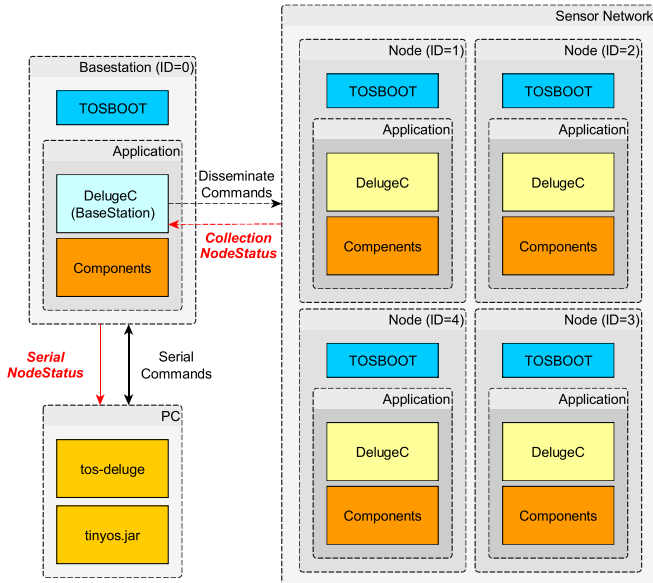 Sensor Network
Basestation (ID=0)
TOSBOOT
Application
DelugeC
(BaseStation)
Components
Disseminate
Commands
Collection
NodeStatus
Serial
NodeStatus
Serial
Commands
PC
tos-deluge
tinyos.jar
Node (ID=1)
TOSBOOT
Application
DelugeC
Components
Node (ID=2)
TOSBOOT
Application
DelugeC
Components
Node (ID=4)
TOSBOOT
Application
DelugeC
Components
Node (ID=3)
TOSBOOT
Application
DelugeC
Components